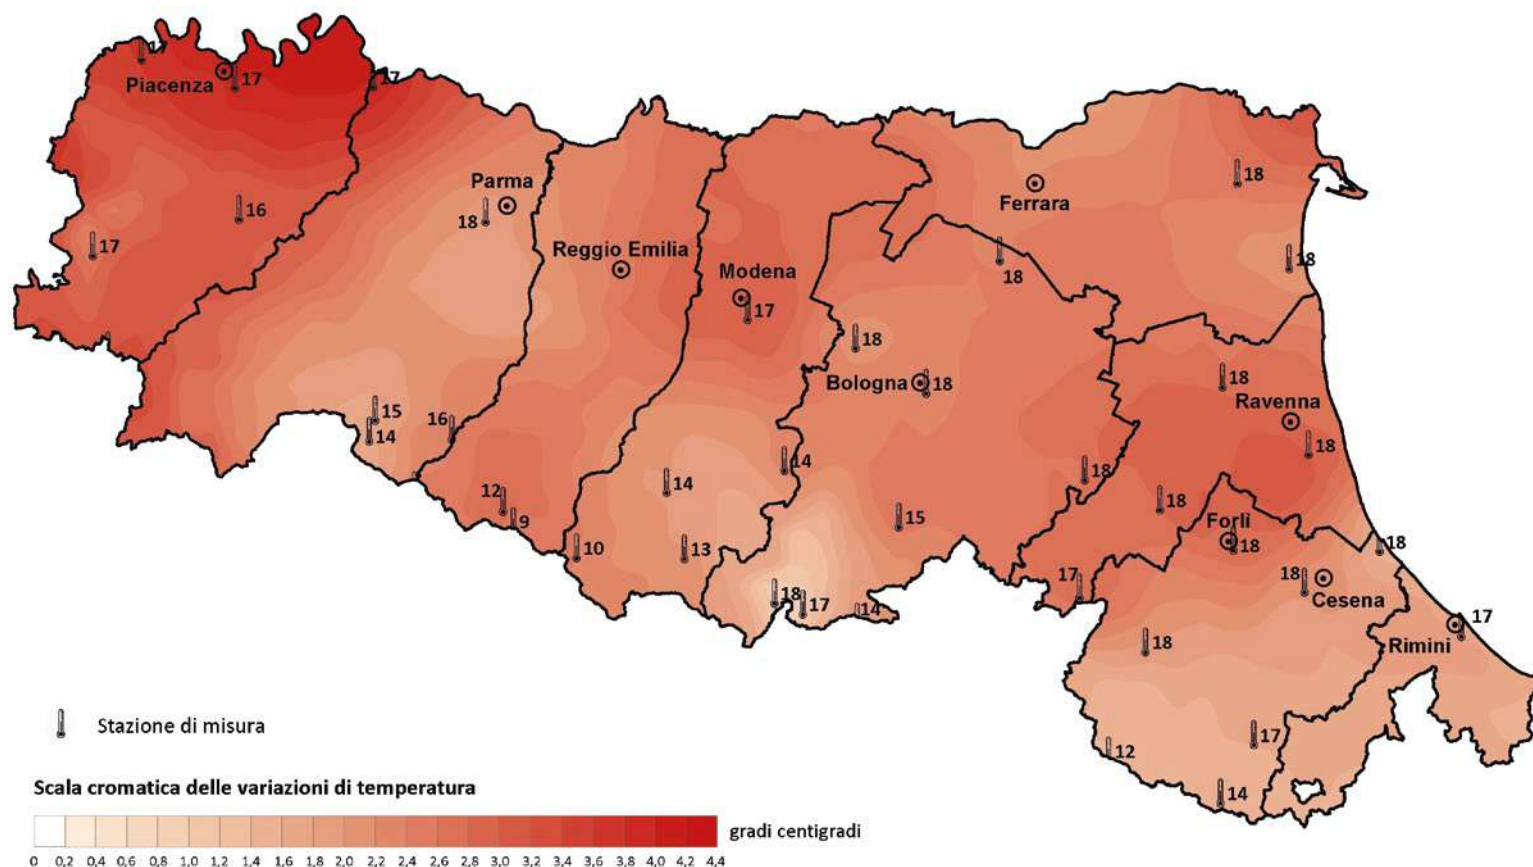 17
Piacenza
17
17
16
17
Parma
18
Reggio Emilia
Modena
17
Ferrara
18
18
18
18
Bologna
18
18
Ravenna
18
15
14
16
14
14
18
18
12
9
15
Forlì
18
10
13
18
18
Cesena
17
18
17
14
17
Rimini
18
12
17
14
Stazione di misura
Scala cromatica delle variazioni di temperatura
gradi centigradi
0 0,2 0,4 0,6 0,8 1,0 1,2 1,4 1,6 1,8 2,0 2,2 2,4 2,6 2,8 3,0 3,2 3,4 3,6 3,8 4,0 4,2 4,4